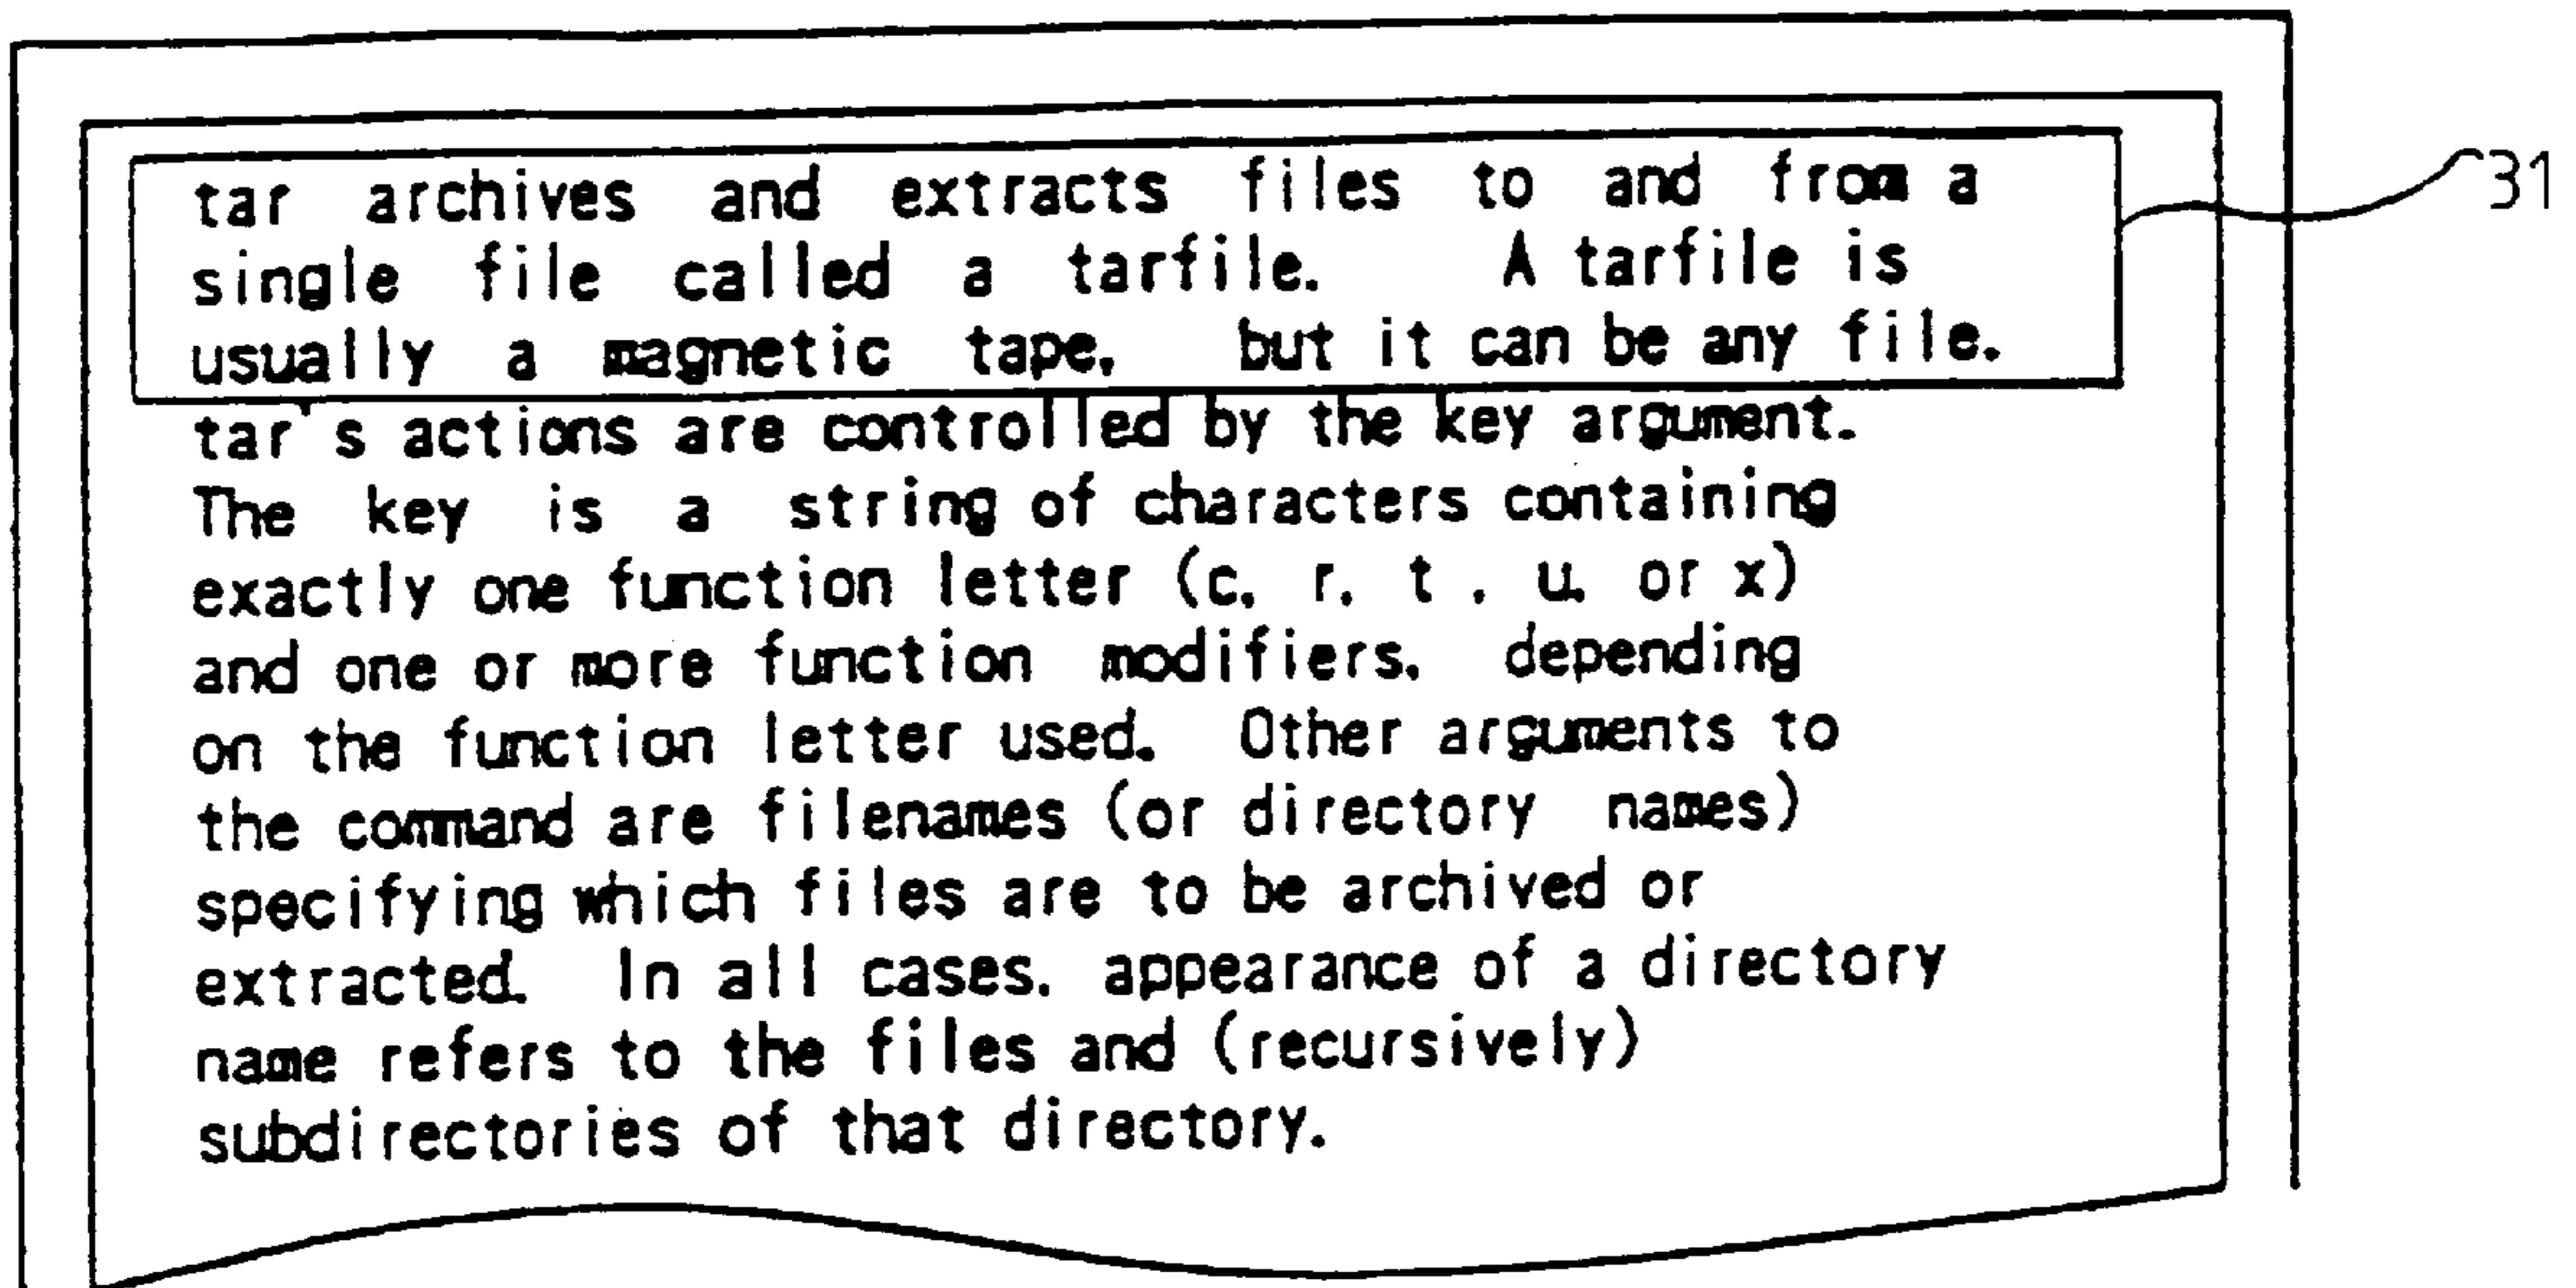 tar archives and extracts files to and from a
single file called a tarfile. A tarfile is
usually a magnetic tape, but it can be any file.
tar's actions are controlled by the key argument.
The key is a string of characters containing
exactly one function letter (c, r, t, u, or x)
and one or more function modifiers, depending
on the function letter used. Other arguments to
the command are filenames (or directory names)
specifying which files are to be archived or
extracted. In all cases, appearance of a directory
name refers to the files and (recursively)
subdirectories of that directory.
31